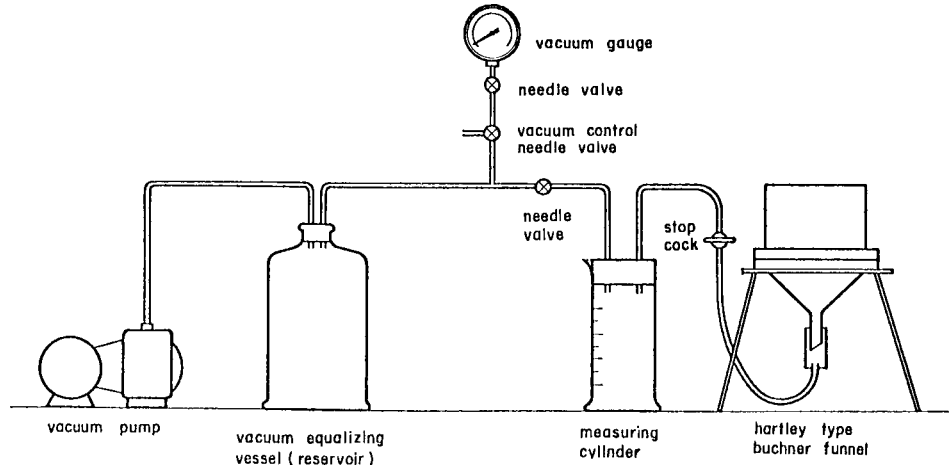 vacuum gauge
needle valve
vacuum control
needle valve
needle
valve
stop
cock
vacuum pump
vacuum equalizing
vessel (reservoir)
measuring
cylinder
hartley type
buchner funnel